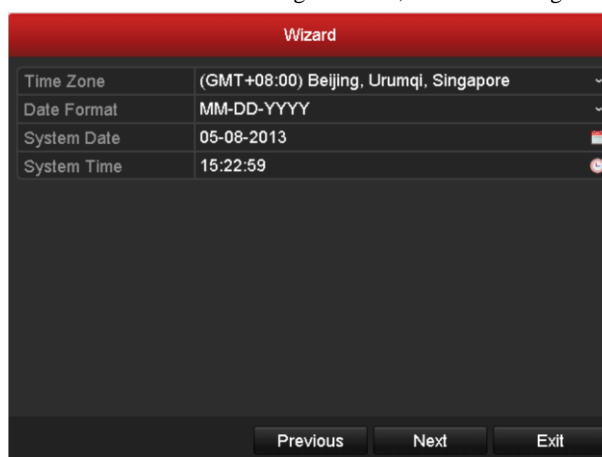 Wizard
Time Zone (GMT+08:00) Beijing, Urumqi, Singapore
Date Format MM-DD-YYYY
System Date 05-08-2013
System Time 15:22:59
Previous Next Exit